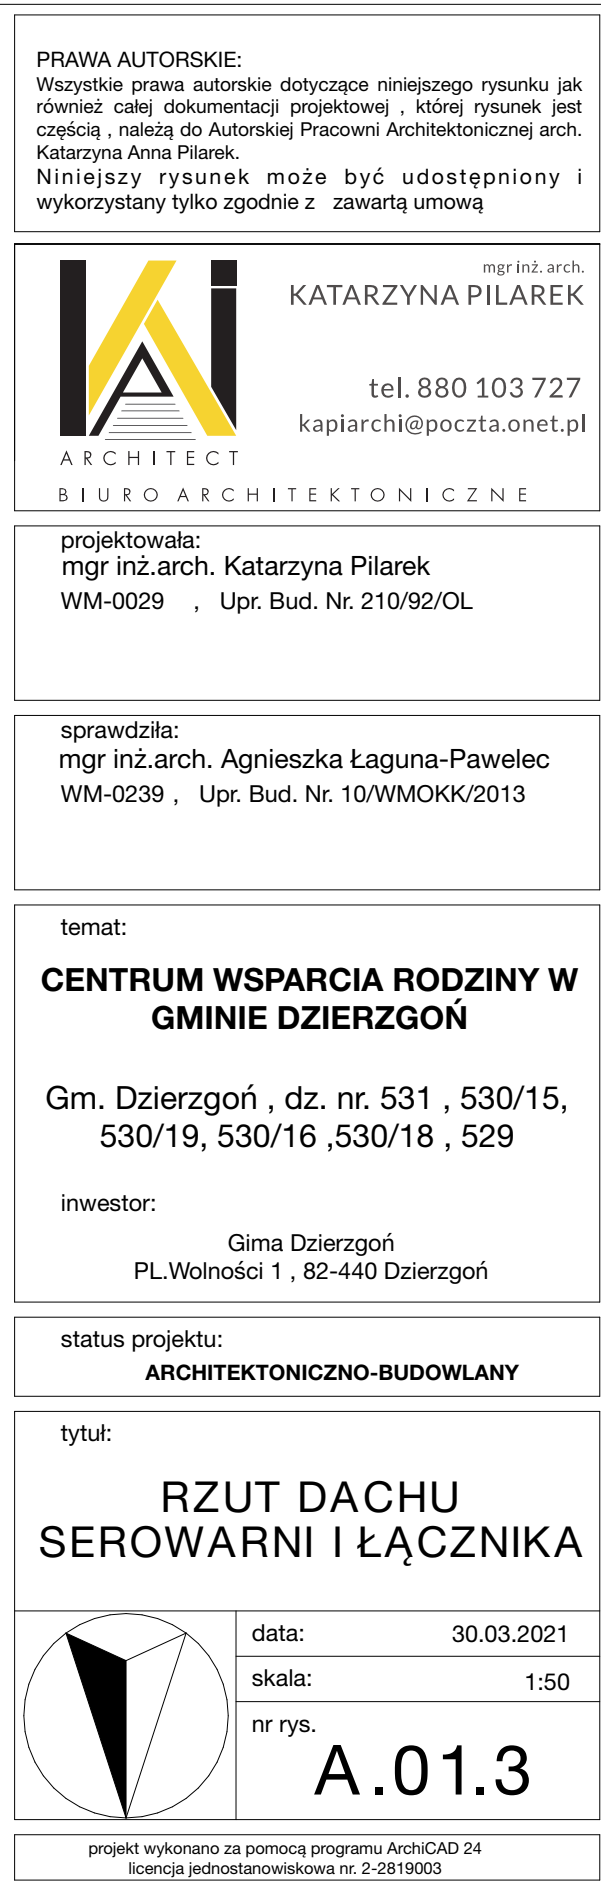 PRAWA AUTORSKIE:
Wszystkie prawa autorskie dotyczące niniejszego rysunku jak
również całej dokumentacji projektowej , której rysunek jest
częścią , należą do Autorskiej Pracowni Architektonicznej arch.
Katarzyna Anna Pilarek.
Niniejszy rysunek może być udostępniony i
wykorzystany tylko zgodnie z zawartą umową
mgr inż. arch.
KATARZYNA PILAREK
tel. 880 103 727
kapiarchi@poczta.onet.pl
ARCHITECT
BIURO ARCHITEKTONICZNE
projektowała:
mgr inż.arch. Katarzyna Pilarek
WM-0029 , Upr. Bud. Nr. 210/92/OL
sprawdziła:
mgr inż.arch. Agnieszka Łaguna-Pawelec
WM-0239 , Upr. Bud. Nr. 10/WMOKK/2013
temat:
CENTRUM WSPARCIA RODZINY W
GMINIE DZIERZGOŃ
Gm. Dzierzgoń , dz. nr. 531 , 530/15,
530/19, 530/16 ,530/18 , 529
inwestor:
Gima Dzierzgoń
PL.Wolności 1 , 82-440 Dzierzgoń
status projektu:
ARCHITEKTONICZNO-BUDOWLANY
tytuł:
RZUT DACHU
SEROWARNI I ŁĄCZNIKA
data: 30.03.2021
skala: 1:50
nr rys.
A.01.3
projekt wykonano za pomocą programu ArchiCAD 24
licencja jednostanowiskowa nr. 2-2819003